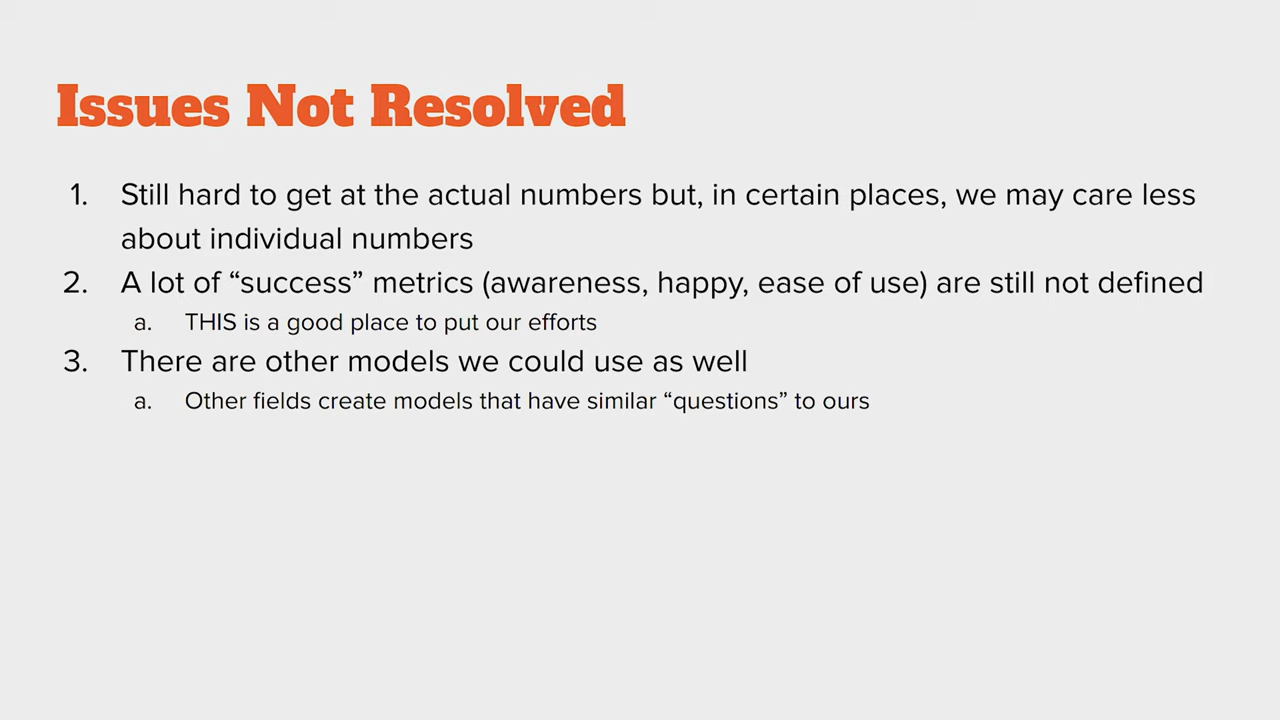 Issues Not Resolved
1. Still hard to get at the actual numbers but, in certain places, we may care less
about individual numbers
2. A lot of “success” metrics (awareness, happy, ease of use) are still not defined
a. THIS is a good place to put our efforts
3. There are other models we could use as well
a. Other fields create models that have similar “questions” to ours